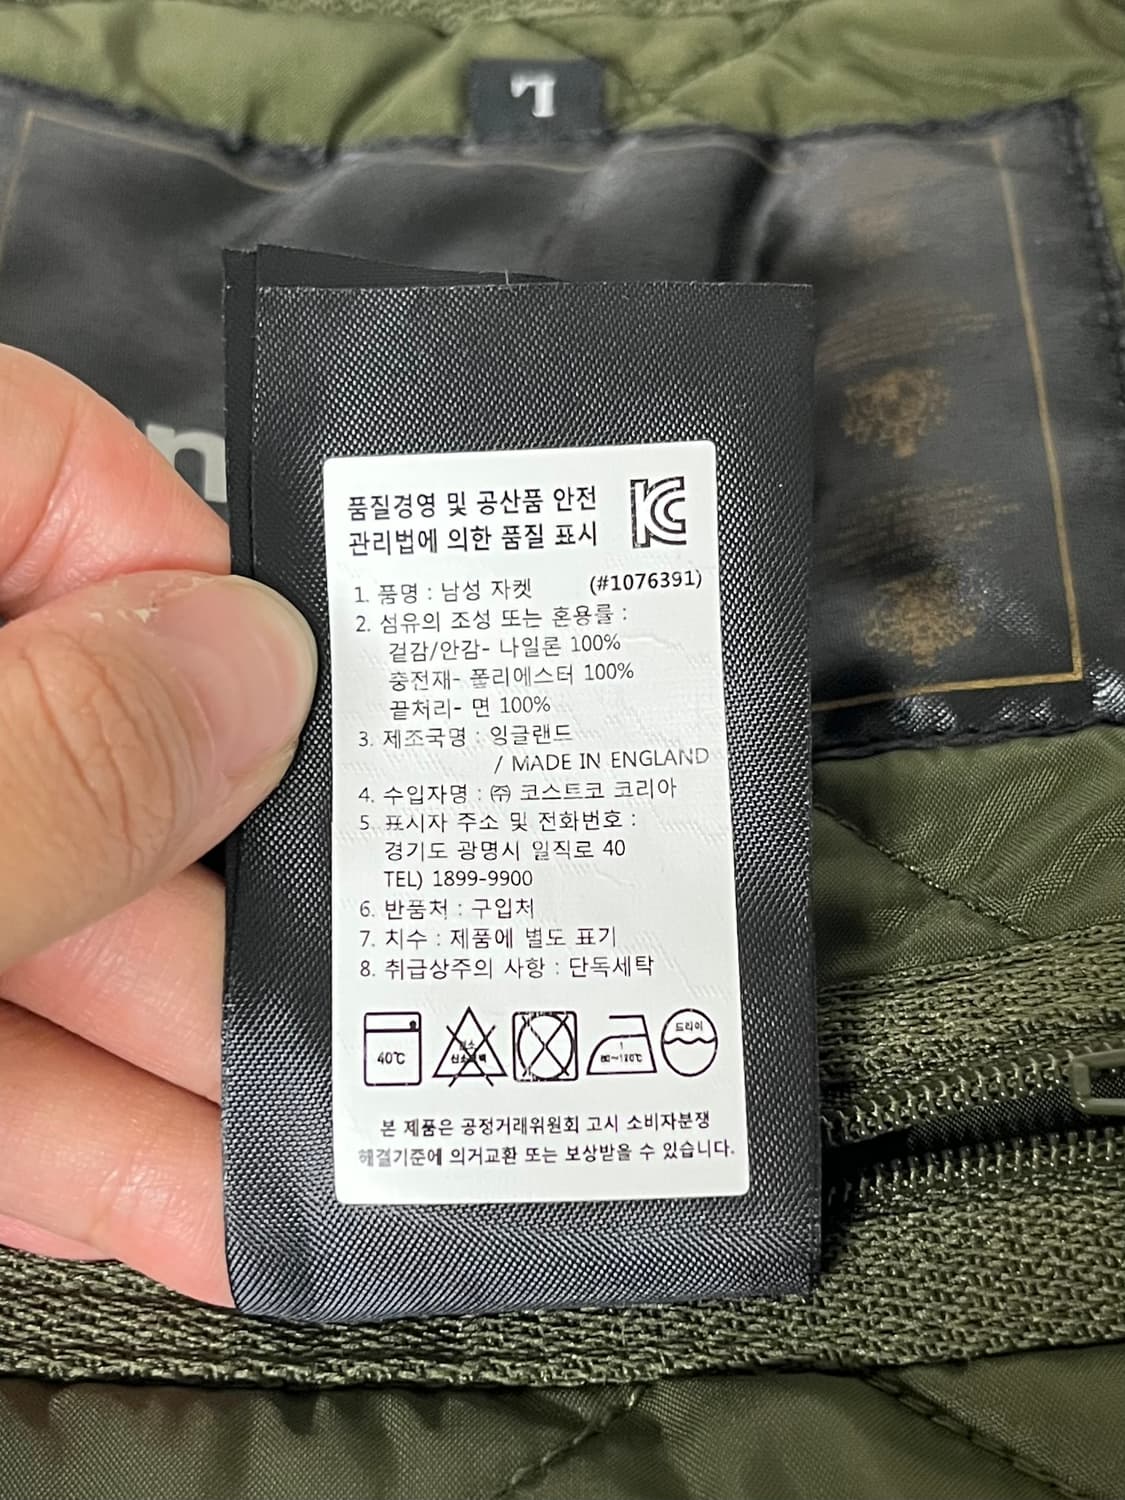 L
n
품질경영 및 공산품 안전
관리법에 의한 품질 표시
1. 품명 : 남성 자켓 (#1076391)
2. 섬유의 조성 또는 혼용률 :
겉감/안감- 나일론 100%
충전재- 폴리에스터 100%
끝처리- 면 100%
3. 제조국명 : 잉글랜드
/ MADE IN ENGLAND
4. 수입자명 : ㈜ 코스트코 코리아
5. 표시자 주소 및 전화번호 :
경기도 광명시 일직로 40
TEL) 1899-9900
6. 반품처 : 구입처
7. 치수 : 제품에 별도 표기
8. 취급상주의 사항 : 단독세탁
40℃
드라이
본 제품은 공정거래위원회 고시 소비자분쟁
해결기준에 의거교환 또는 보상받을 수 있습니다.